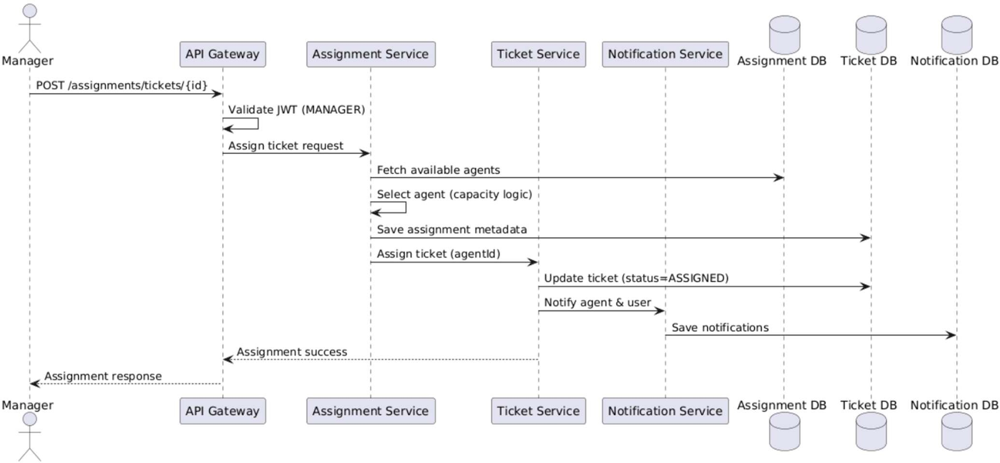 Manager
API Gateway
Assignment Service
Ticket Service
Notification Service
Assignment DB
Ticket DB
Notification DB
POST /assignments/tickets/{id}
Validate JWT (MANAGER)
Assign ticket request
Fetch available agents
Select agent (capacity logic)
Save assignment metadata
Assign ticket (agentId)
Update ticket (status=ASSIGNED)
Notify agent & user
Save notifications
Assignment success
Assignment response
Manager
API Gateway
Assignment Service
Ticket Service
Notification Service
Assignment DB
Ticket DB
Notification DB